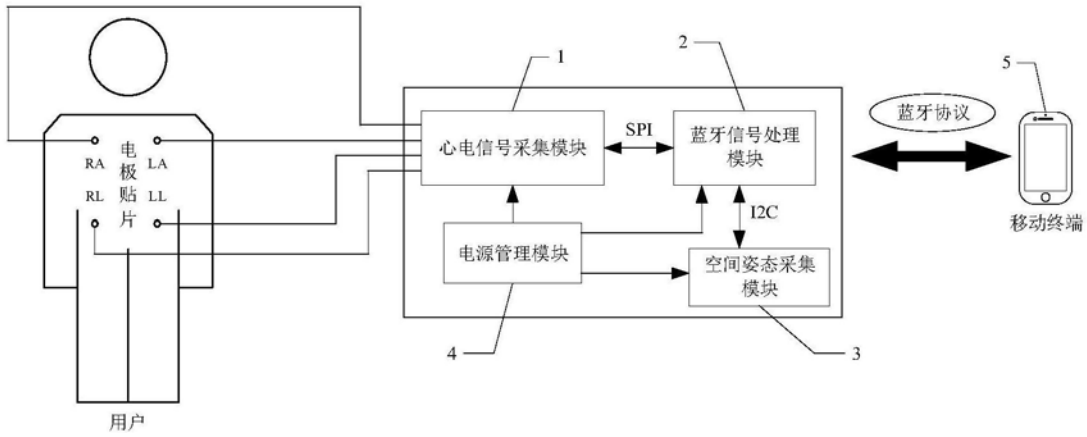 1
2
5
蓝牙协议
心电信号采集模块
SPI
蓝牙信号处理
模块
RA
LA
RL
LL
电极贴片
I2C
移动终端
电源管理模块
空间姿态采集
模块
4
3
用户